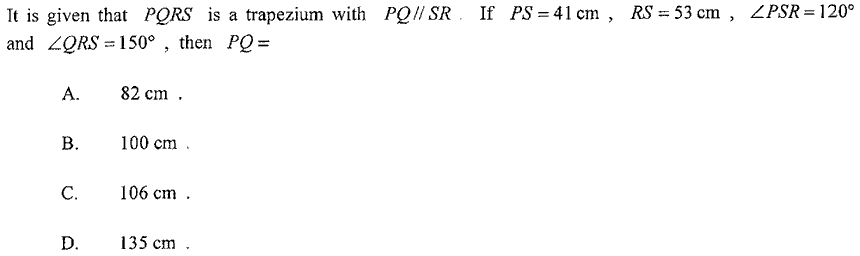 It is given that PQRS is a trapezium with PQ // SR . If PS = 41 cm , RS = 53 cm , ∠PSR = 120°
and ∠QRS = 150° , then PQ =
A. 82 cm .
B. 100 cm .
C. 106 cm .
D. 135 cm .